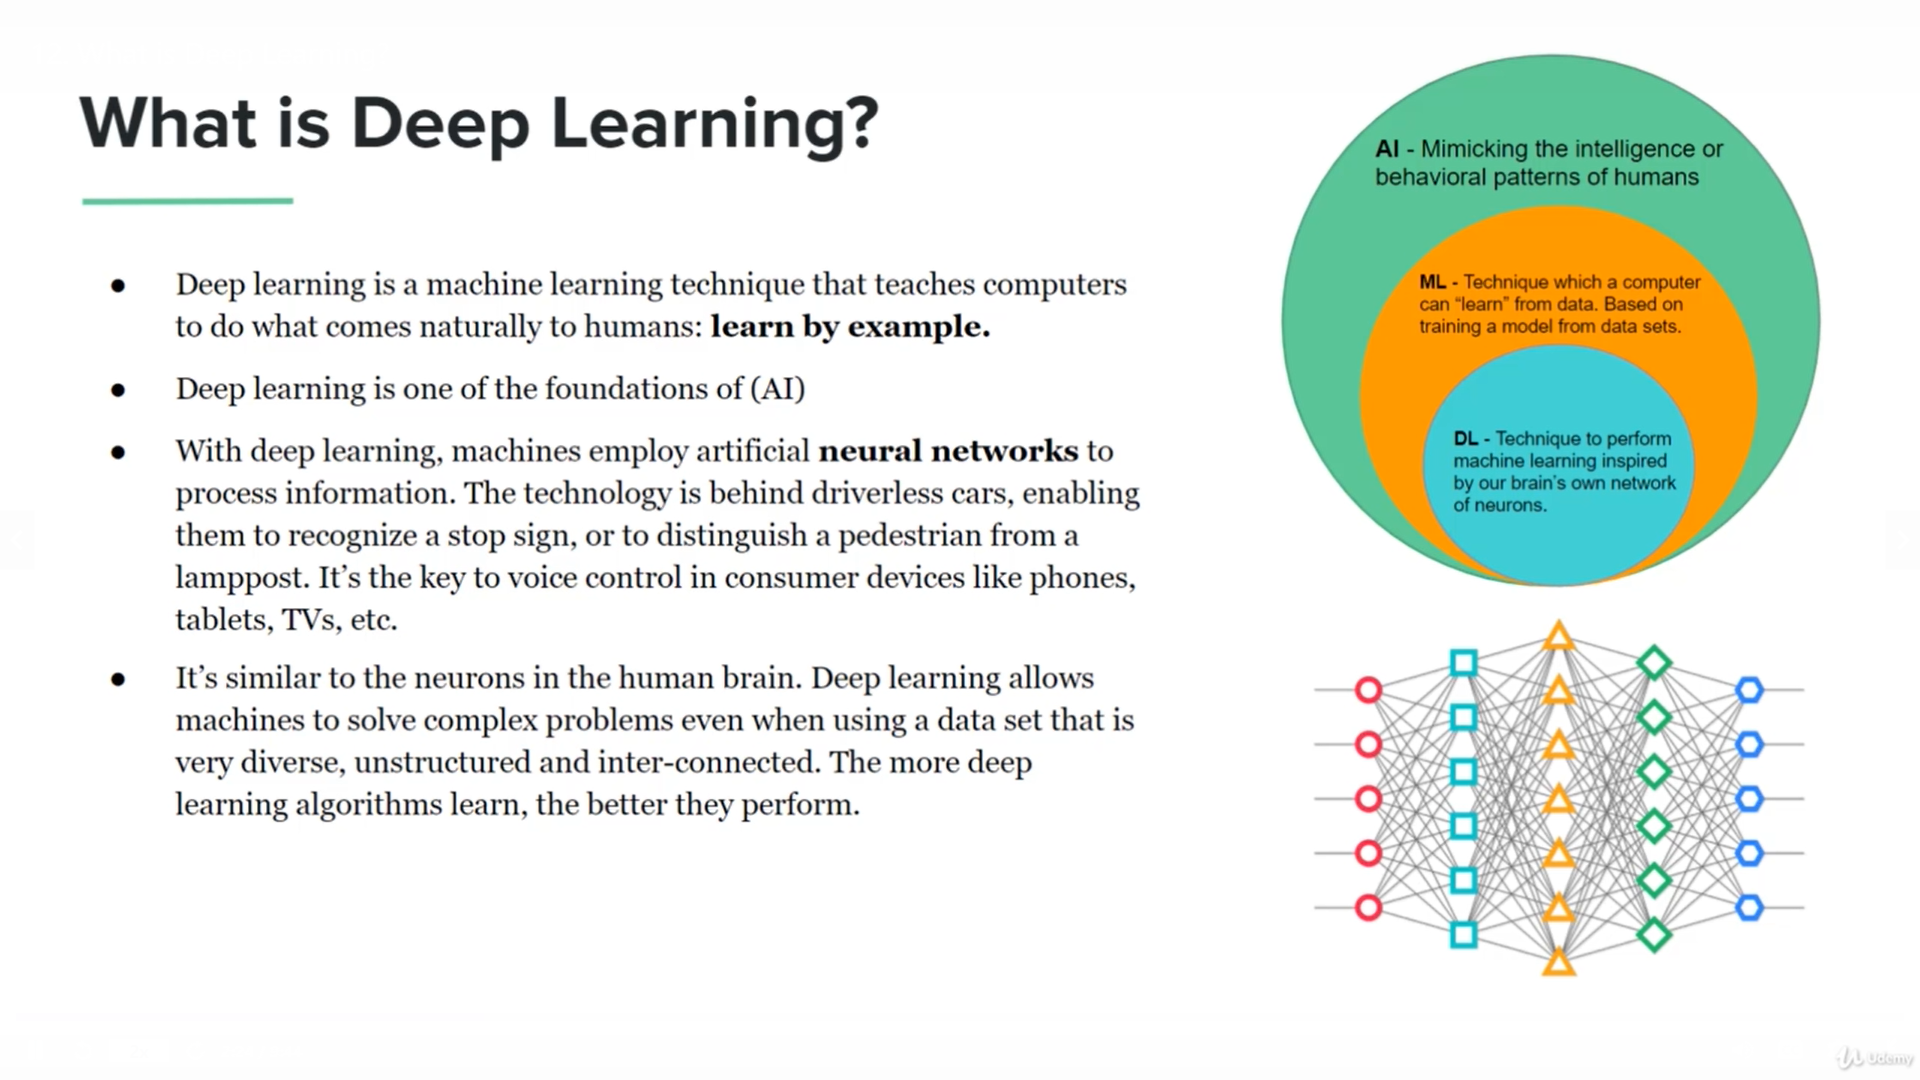 What is Deep Learning?
● Deep learning is a machine learning technique that teaches computers
to do what comes naturally to humans: learn by example.
● Deep learning is one of the foundations of (AI)
● With deep learning, machines employ artificial neural networks to
process information. The technology is behind driverless cars, enabling
them to recognize a stop sign, or to distinguish a pedestrian from a
lamppost. It’s the key to voice control in consumer devices like phones,
tablets, TVs, etc.
● It’s similar to the neurons in the human brain. Deep learning allows
machines to solve complex problems even when using a data set that is
very diverse, unstructured and inter-connected. The more deep
learning algorithms learn, the better they perform.
AI - Mimicking the intelligence or
behavioral patterns of humans
ML - Technique which a computer
can “learn” from data. Based on
training a model from data sets.
DL - Technique to perform
machine learning inspired
by our brain’s own network
of neurons.
Udemy